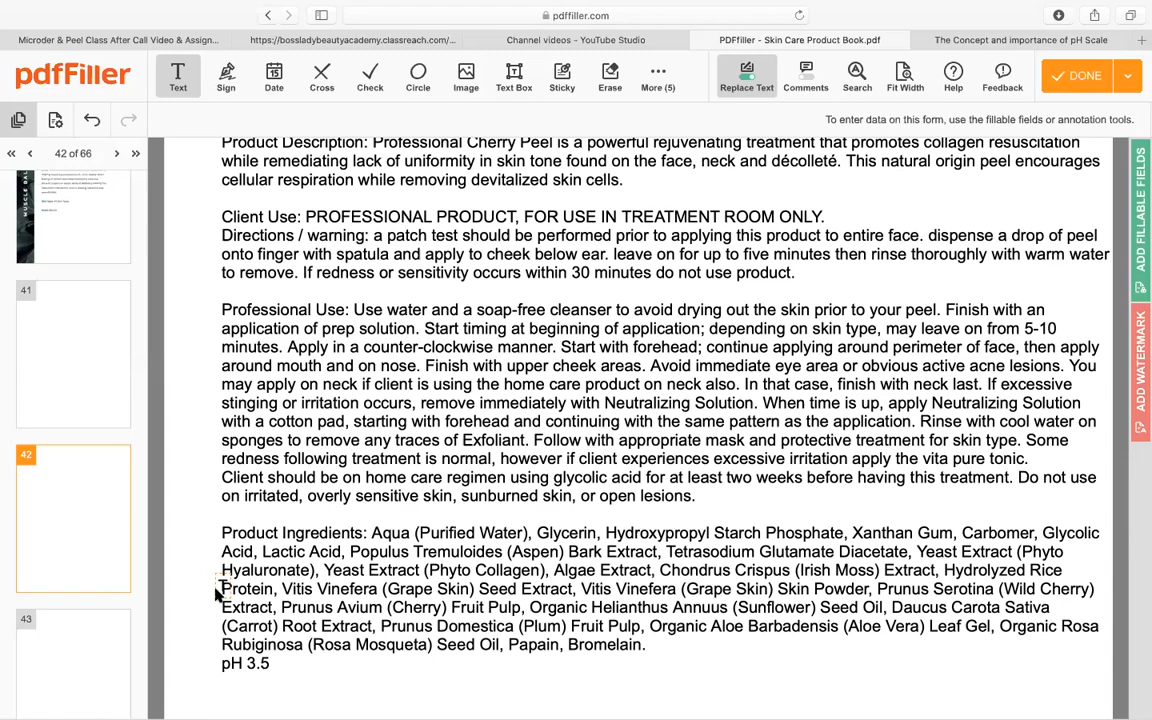 pdffiller.com
Microder & Peel Class After Call Video & Assign...
https://bossladybeautyacademy.classreach.com/...
Channel videos - YouTube Studio
PDFfiller - Skin Care Product Book.pdf
The Concept and importance of pH Scale
pdfFiller
Text
Sign
15
Date
Cross
Check
Circle
Image
Text Box
Sticky
Erase
More (5)
Replace Text
Comments
Search
Fit Width
Help
Feedback
DONE
To enter data on this form, use the fillable fields or annotation tools.
42 of 66
MUSCLE BAL
41
42
43
Product Description: Professional Cherry Peel is a powerful rejuvenating treatment that promotes collagen resuscitation
while remediating lack of uniformity in skin tone found on the face, neck and décolleté. This natural origin peel encourages
cellular respiration while removing devitalized skin cells.
Client Use: PROFESSIONAL PRODUCT, FOR USE IN TREATMENT ROOM ONLY.
Directions / warning: a patch test should be performed prior to applying this product to entire face. dispense a drop of peel
onto finger with spatula and apply to cheek below ear. leave on for up to five minutes then rinse thoroughly with warm water
to remove. If redness or sensitivity occurs within 30 minutes do not use product.
Professional Use: Use water and a soap-free cleanser to avoid drying out the skin prior to your peel. Finish with an
application of prep solution. Start timing at beginning of application; depending on skin type, may leave on from 5-10
minutes. Apply in a counter-clockwise manner. Start with forehead; continue applying around perimeter of face, then apply
around mouth and on nose. Finish with upper cheek areas. Avoid immediate eye area or obvious active acne lesions. You
may apply on neck if client is using the home care product on neck also. In that case, finish with neck last. If excessive
stinging or irritation occurs, remove immediately with Neutralizing Solution. When time is up, apply Neutralizing Solution
with a cotton pad, starting with forehead and continuing with the same pattern as the application. Rinse with cool water on
sponges to remove any traces of Exfoliant. Follow with appropriate mask and protective treatment for skin type. Some
redness following treatment is normal, however if client experiences excessive irritation apply the vita pure tonic.
Client should be on home care regimen using glycolic acid for at least two weeks before having this treatment. Do not use
on irritated, overly sensitive skin, sunburned skin, or open lesions.
Product Ingredients: Aqua (Purified Water), Glycerin, Hydroxypropyl Starch Phosphate, Xanthan Gum, Carbomer, Glycolic
Acid, Lactic Acid, Populus Tremuloides (Aspen) Bark Extract, Tetrasodium Glutamate Diacetate, Yeast Extract (Phyto
Hyaluronate), Yeast Extract (Phyto Collagen), Algae Extract, Chondrus Crispus (Irish Moss) Extract, Hydrolyzed Rice
Protein, Vitis Vinefera (Grape Skin) Seed Extract, Vitis Vinefera (Grape Skin) Skin Powder, Prunus Serotina (Wild Cherry)
Extract, Prunus Avium (Cherry) Fruit Pulp, Organic Helianthus Annuus (Sunflower) Seed Oil, Daucus Carota Sativa
(Carrot) Root Extract, Prunus Domestica (Plum) Fruit Pulp, Organic Aloe Barbadensis (Aloe Vera) Leaf Gel, Organic Rosa
Rubiginosa (Rosa Mosqueta) Seed Oil, Papain, Bromelain.
pH 3.5
ADD FILLABLE FIELDS
ADD WATERMARK